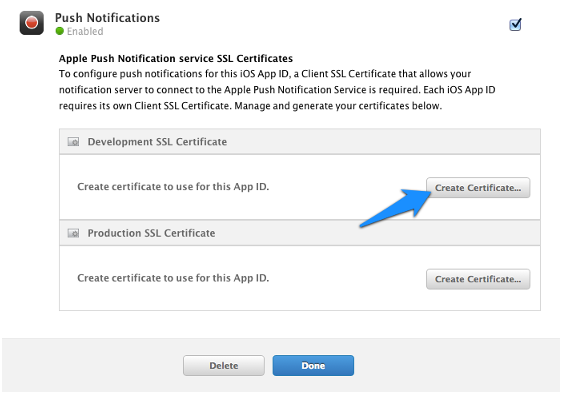 Push Notifications
Enabled
Apple Push Notification service SSL Certificates
To configure push notifications for this iOS App ID, a Client SSL Certificate that allows your
notification server to connect to the Apple Push Notification Service is required. Each iOS App ID
requires its own Client SSL Certificate. Manage and generate your certificates below.
Development SSL Certificate
Create certificate to use for this App ID.
Create Certificate...
Production SSL Certificate
Create certificate to use for this App ID.
Create Certificate...
Delete
Done